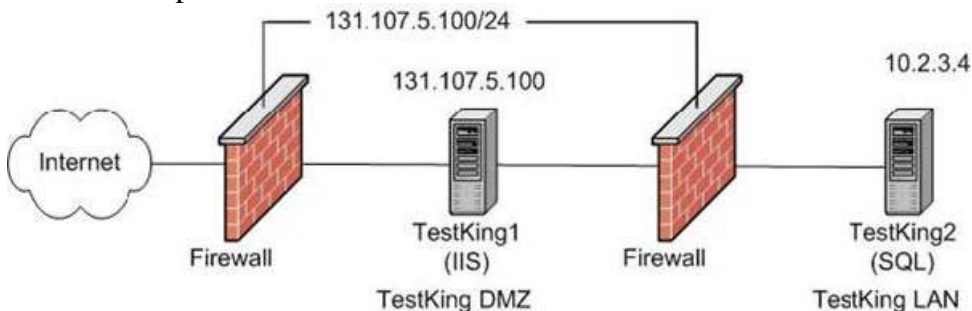 131.107.5.100/24
131.107.5.100
10.2.3.4
Internet
Firewall
TestKing1
(IIS)
Firewall
TestKing2
(SQL)
TestKing DMZ
TestKing LAN